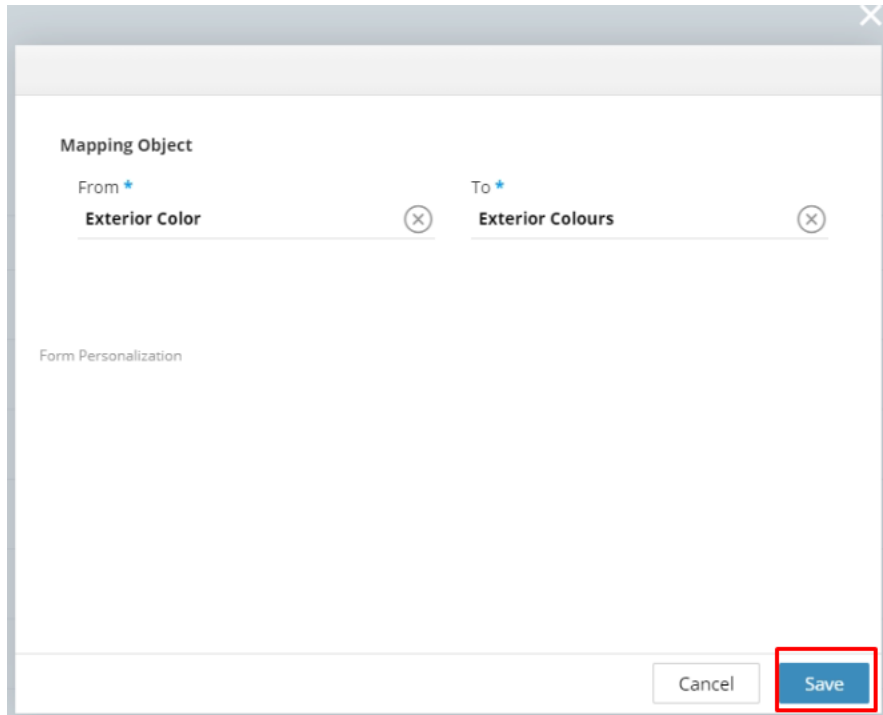 Mapping Object
From * To *
Exterior Color Exterior Colours
Form Personalization
Cancel Save